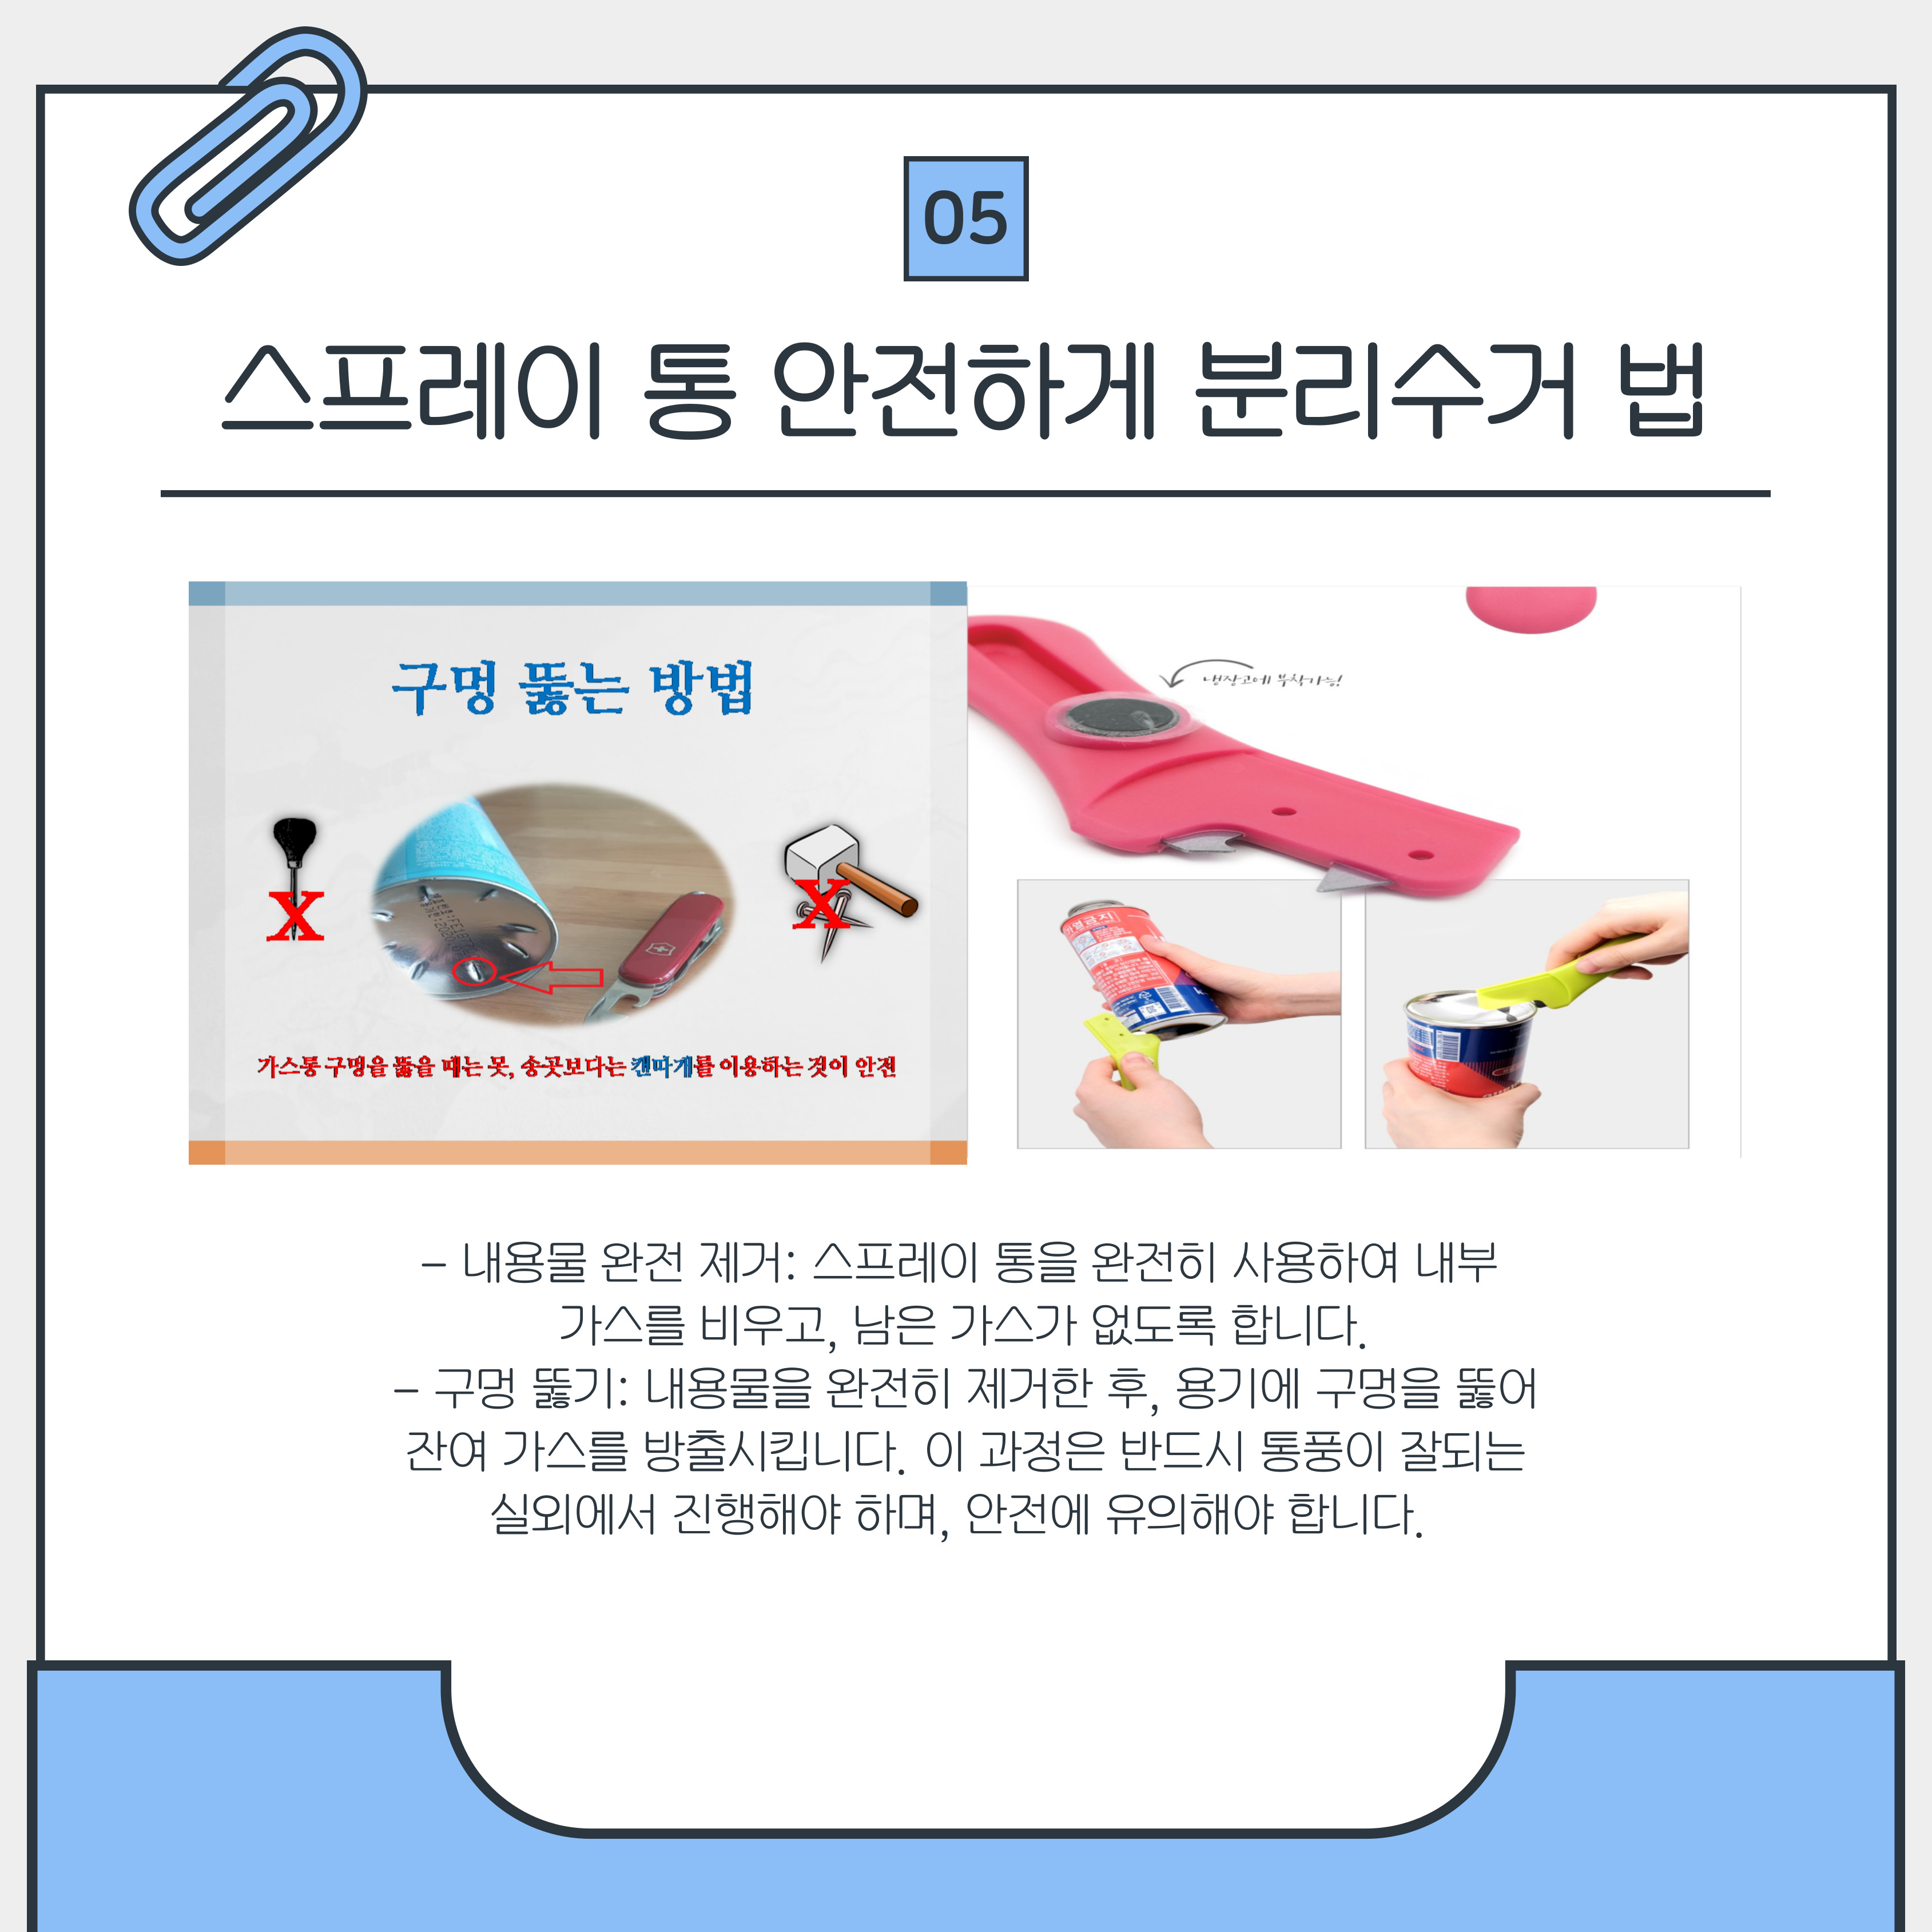 05
스프레이 통 안전하게 분리수거 법
구멍 뚫는 방법
X
X
가스통 구멍을 뚫을 때는 못, 송곳보다는 캔따개를 이용하는 것이 안전
냉장고에 부착가능!
- 내용물 완전 제거: 스프레이 통을 완전히 사용하여 내부
가스를 비우고, 남은 가스가 없도록 합니다.
- 구멍 뚫기: 내용물을 완전히 제거한 후, 용기에 구멍을 뚫어
잔여 가스를 방출시킵니다. 이 과정은 반드시 통풍이 잘되는
실외에서 진행해야 하며, 안전에 유의해야 합니다.